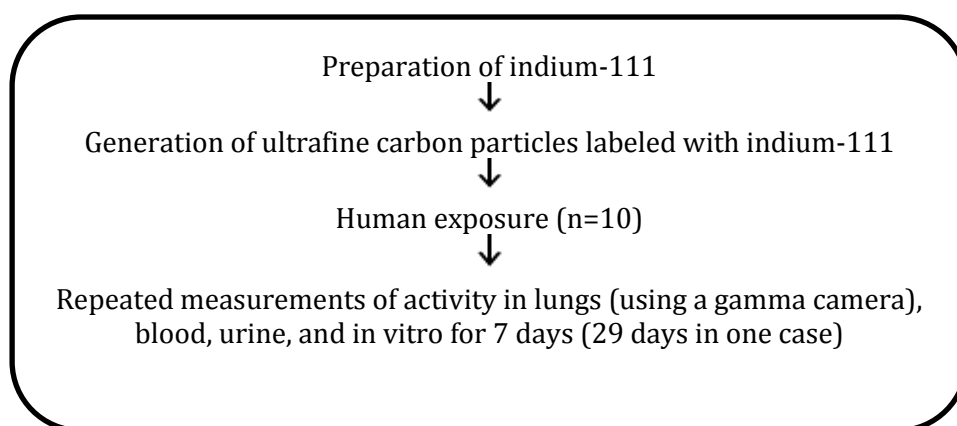 Preparation of indium-111
Generation of ultrafine carbon particles labeled with indium-111
Human exposure (n=10)
Repeated measurements of activity in lungs (using a gamma camera),
blood, urine, and in vitro for 7 days (29 days in one case)